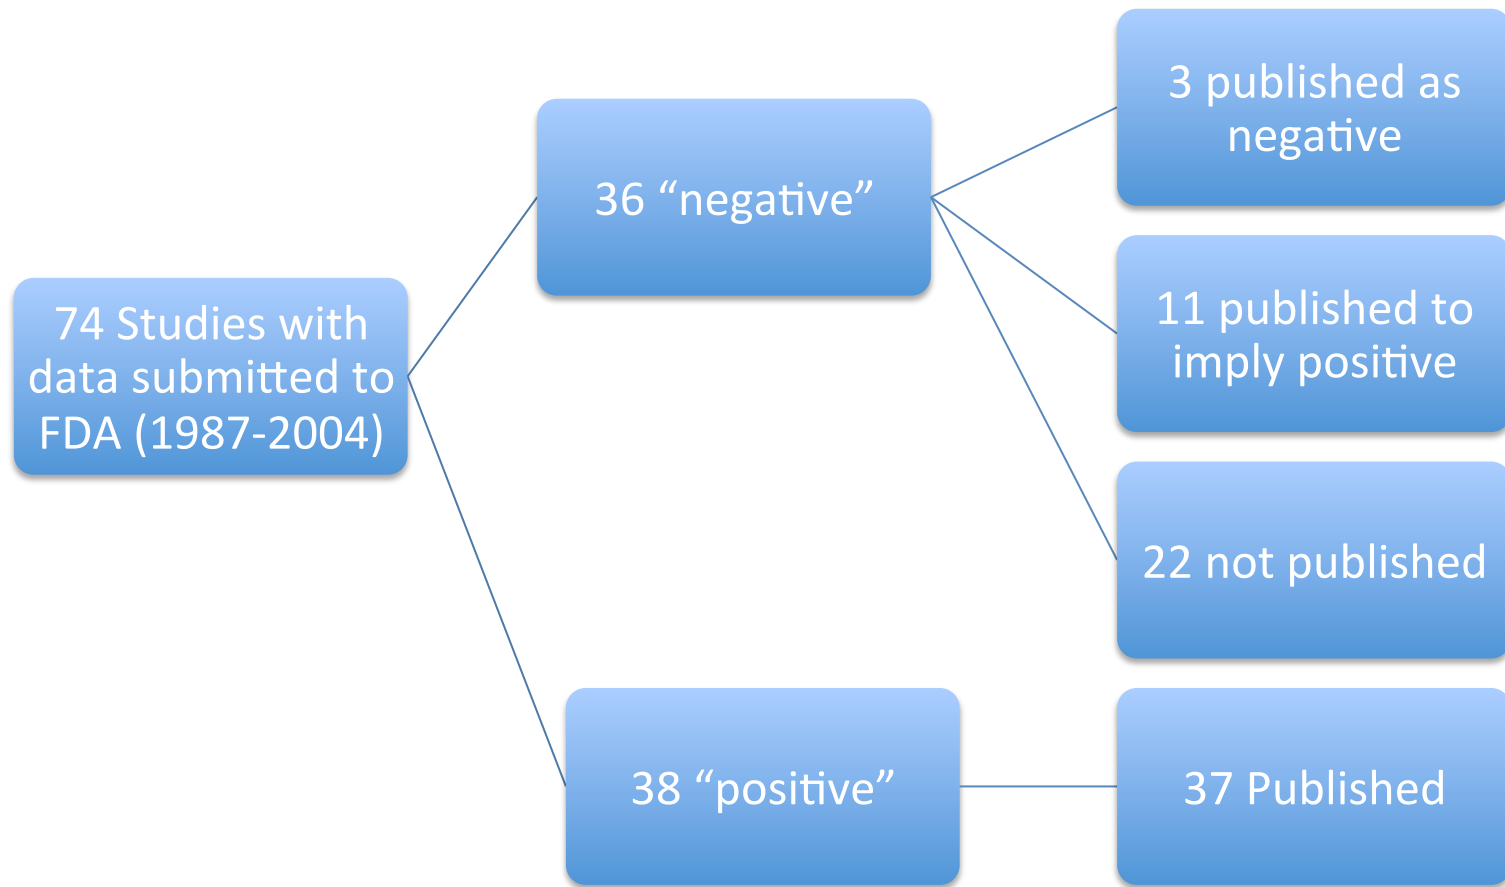 74 Studies with
data submitted to
FDA (1987-2004)
36 “negative”
3 published as
negative
11 published to
imply positive
22 not published
38 “positive”
37 Published